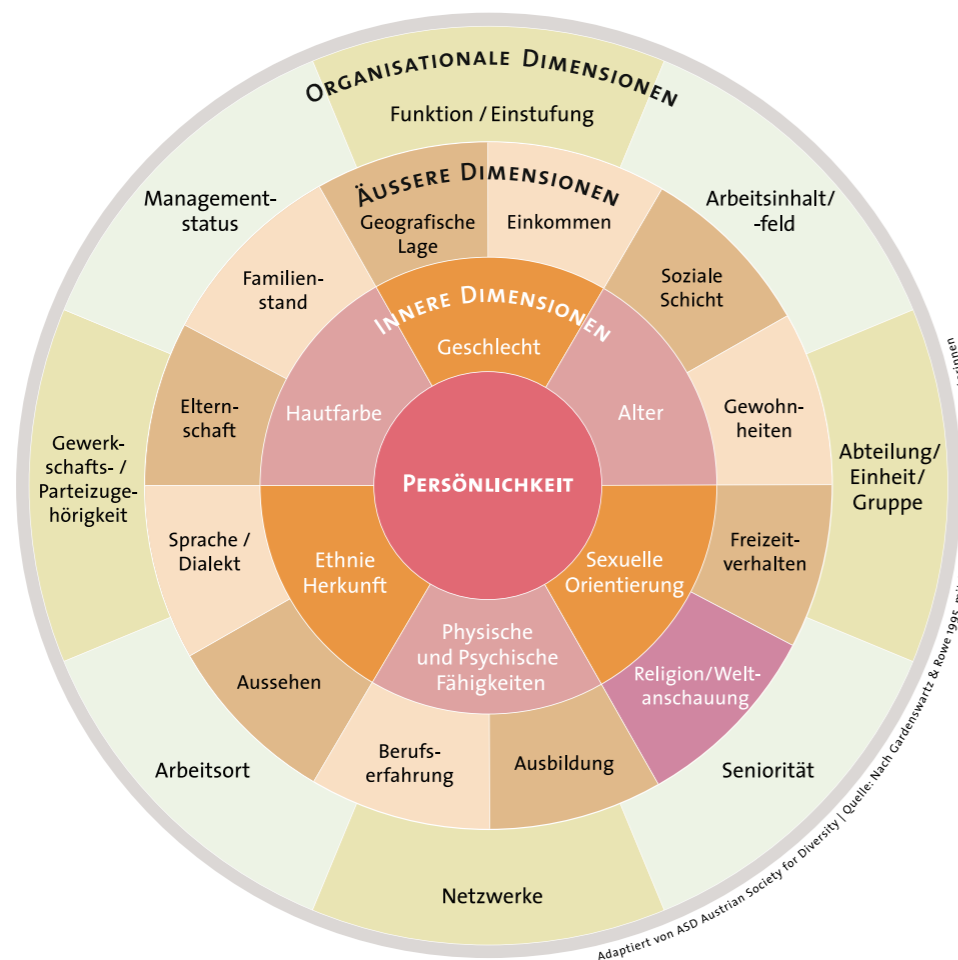 ORGANISATIONALE DIMENSIONEN
Funktion / Einstufung
Arbeitsinhalt/
-feld
Abteilung/
Einheit/
Gruppe
Seniorität
Netzwerke
Arbeitsort
Gewerk-
schafts- /
Parteizuge-
hörigkeit
Management-
status
ÄUSSERE DIMENSIONEN
Geografische
Lage
Einkommen
Soziale
Schicht
Gewohn-
heiten
Freizeit-
verhalten
Religion/Welt-
anschauung
Ausbildung
Berufs-
erfahrung
Aussehen
Sprache /
Dialekt
Eltern-
schaft
Familien-
stand
INNERE DIMENSIONEN
Geschlecht
Alter
Sexuelle
Orientierung
Physische
und Psychische
Fähigkeiten
Ethnie
Herkunft
Hautfarbe
PERSÖNLICHKEIT
Adaptiert von ASD Austrian Society for Diversity | Quelle: Nach Gardenswartz & Rowe 1995